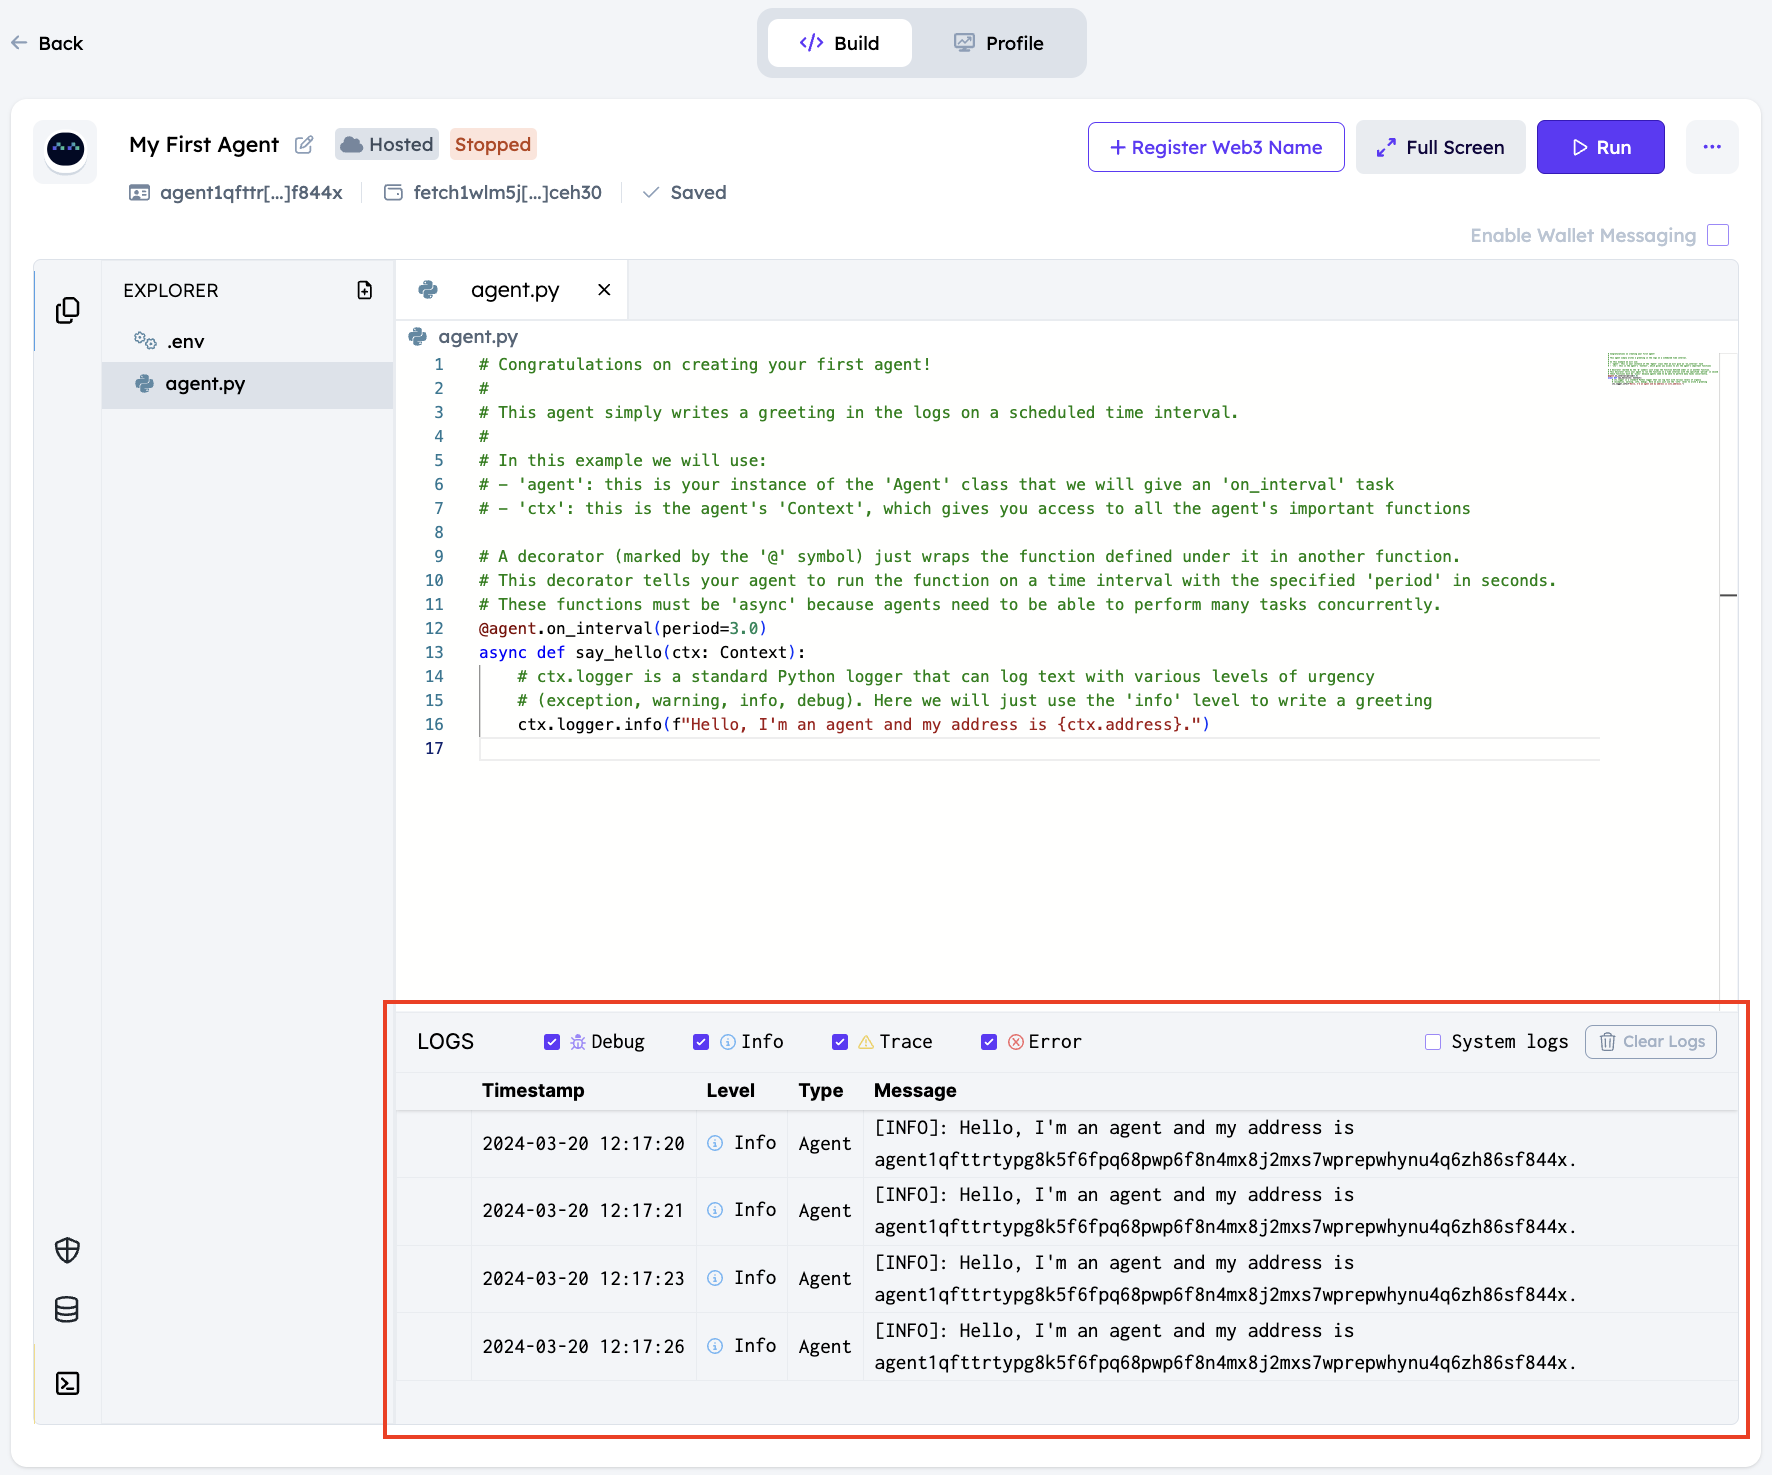 Back
Build
Profile
My First Agent
Hosted
Stopped
+ Register Web3 Name
Full Screen
Run
...
agent1qfttr[...]f844x
fetch1wlm5j[...]ceh30
Saved
Enable Wallet Messaging
EXPLORER
.env
agent.py
agent.py
agent.py
1 # Congratulations on creating your first agent!
2 #
3 # This agent simply writes a greeting in the logs on a scheduled time interval.
4 #
5 # In this example we will use:
6 # - 'agent': this is your instance of the 'Agent' class that we will give an 'on_interval' task
7 # - 'ctx': this is the agent's 'Context', which gives you access to all the agent's important functions
8
9 # A decorator (marked by the '@' symbol) just wraps the function defined under it in another function.
10 # This decorator tells your agent to run the function on a time interval with the specified 'period' in seconds.
11 # These functions must be 'async' because agents need to be able to perform many tasks concurrently.
12 @agent.on_interval(period=3.0)
13 async def say_hello(ctx: Context):
14     # ctx.logger is a standard Python logger that can log text with various levels of urgency
15     # (exception, warning, info, debug). Here we will just use the 'info' level to write a greeting
16     ctx.logger.info(f"Hello, I'm an agent and my address is {ctx.address}.")
17
LOGS
Debug
Info
Trace
Error
System logs
Clear Logs
Timestamp Level Type Message
2024-03-20 12:17:20 Info Agent [INFO]: Hello, I'm an agent and my address is
agent1qfttrtypg8k5f6fpq68pwp6f8n4mx8j2mxs7wprepwhynu4q6zh86sf844x.
2024-03-20 12:17:21 Info Agent [INFO]: Hello, I'm an agent and my address is
agent1qfttrtypg8k5f6fpq68pwp6f8n4mx8j2mxs7wprepwhynu4q6zh86sf844x.
2024-03-20 12:17:23 Info Agent [INFO]: Hello, I'm an agent and my address is
agent1qfttrtypg8k5f6fpq68pwp6f8n4mx8j2mxs7wprepwhynu4q6zh86sf844x.
2024-03-20 12:17:26 Info Agent [INFO]: Hello, I'm an agent and my address is
agent1qfttrtypg8k5f6fpq68pwp6f8n4mx8j2mxs7wprepwhynu4q6zh86sf844x.